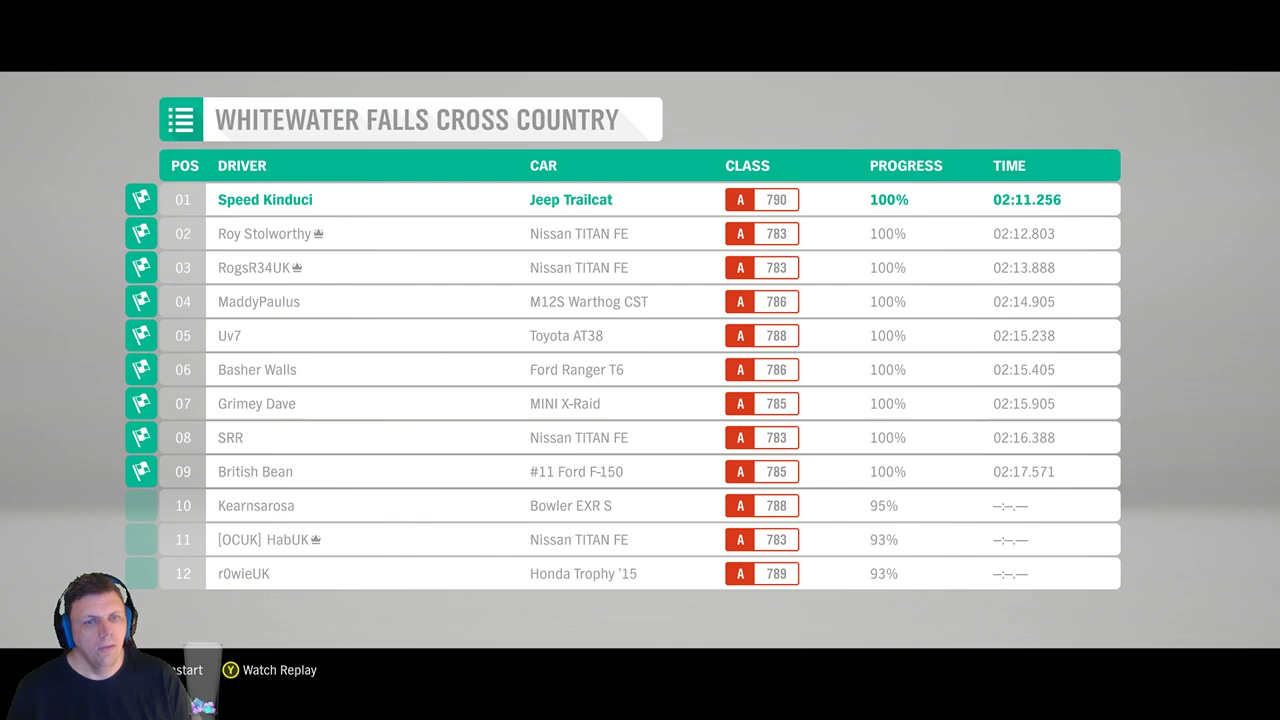 WHITEWATER FALLS CROSS COUNTRY
POS DRIVER CAR CLASS PROGRESS TIME
01 Speed Kinduci Jeep Trailcat A 790 100% 02:11.256
02 Roy Stolworthy Nissan TITAN FE A 783 100% 02:12.803
03 RogsR34UK Nissan TITAN FE A 783 100% 02:13.888
04 MaddyPaulus M12S Warthog CST A 786 100% 02:14.905
05 Uv7 Toyota AT38 A 788 100% 02:15.238
06 Basher Walls Ford Ranger T6 A 786 100% 02:15.405
07 Grimey Dave MINI X-Raid A 785 100% 02:15.905
08 SRR Nissan TITAN FE A 783 100% 02:16.388
09 British Bean #11 Ford F-150 A 785 100% 02:17.571
10 Kearnsarosa Bowler EXR S A 788 95% –:–.–
11 [OCUK] HabUK Nissan TITAN FE A 783 93% –:–.–
12 r0wieUK Honda Trophy '15 A 789 93% –:–.–
start Y Watch Replay